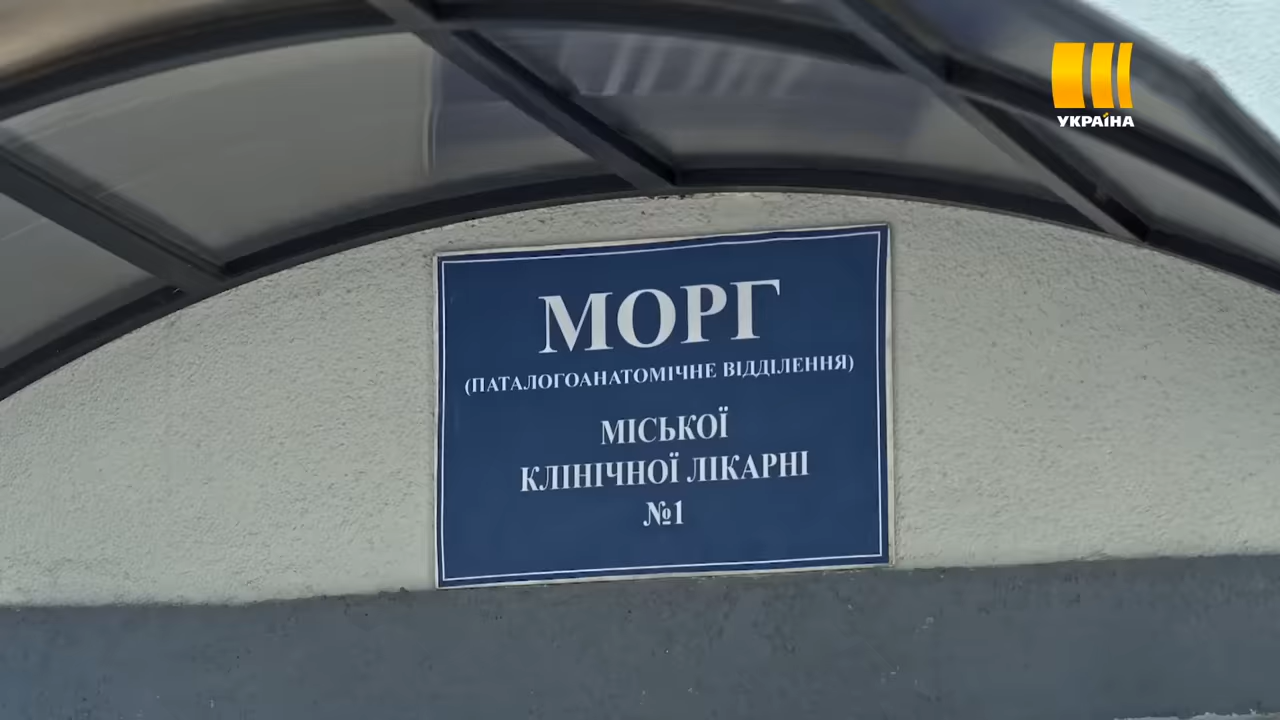 УКРАЇНА
МОРГ
(ПАТАЛОГОАНАТОМІЧНЕ ВІДДІЛЕННЯ)
МІСЬКОЇ
КЛІНІЧНОЇ ЛІКАРНІ
№1